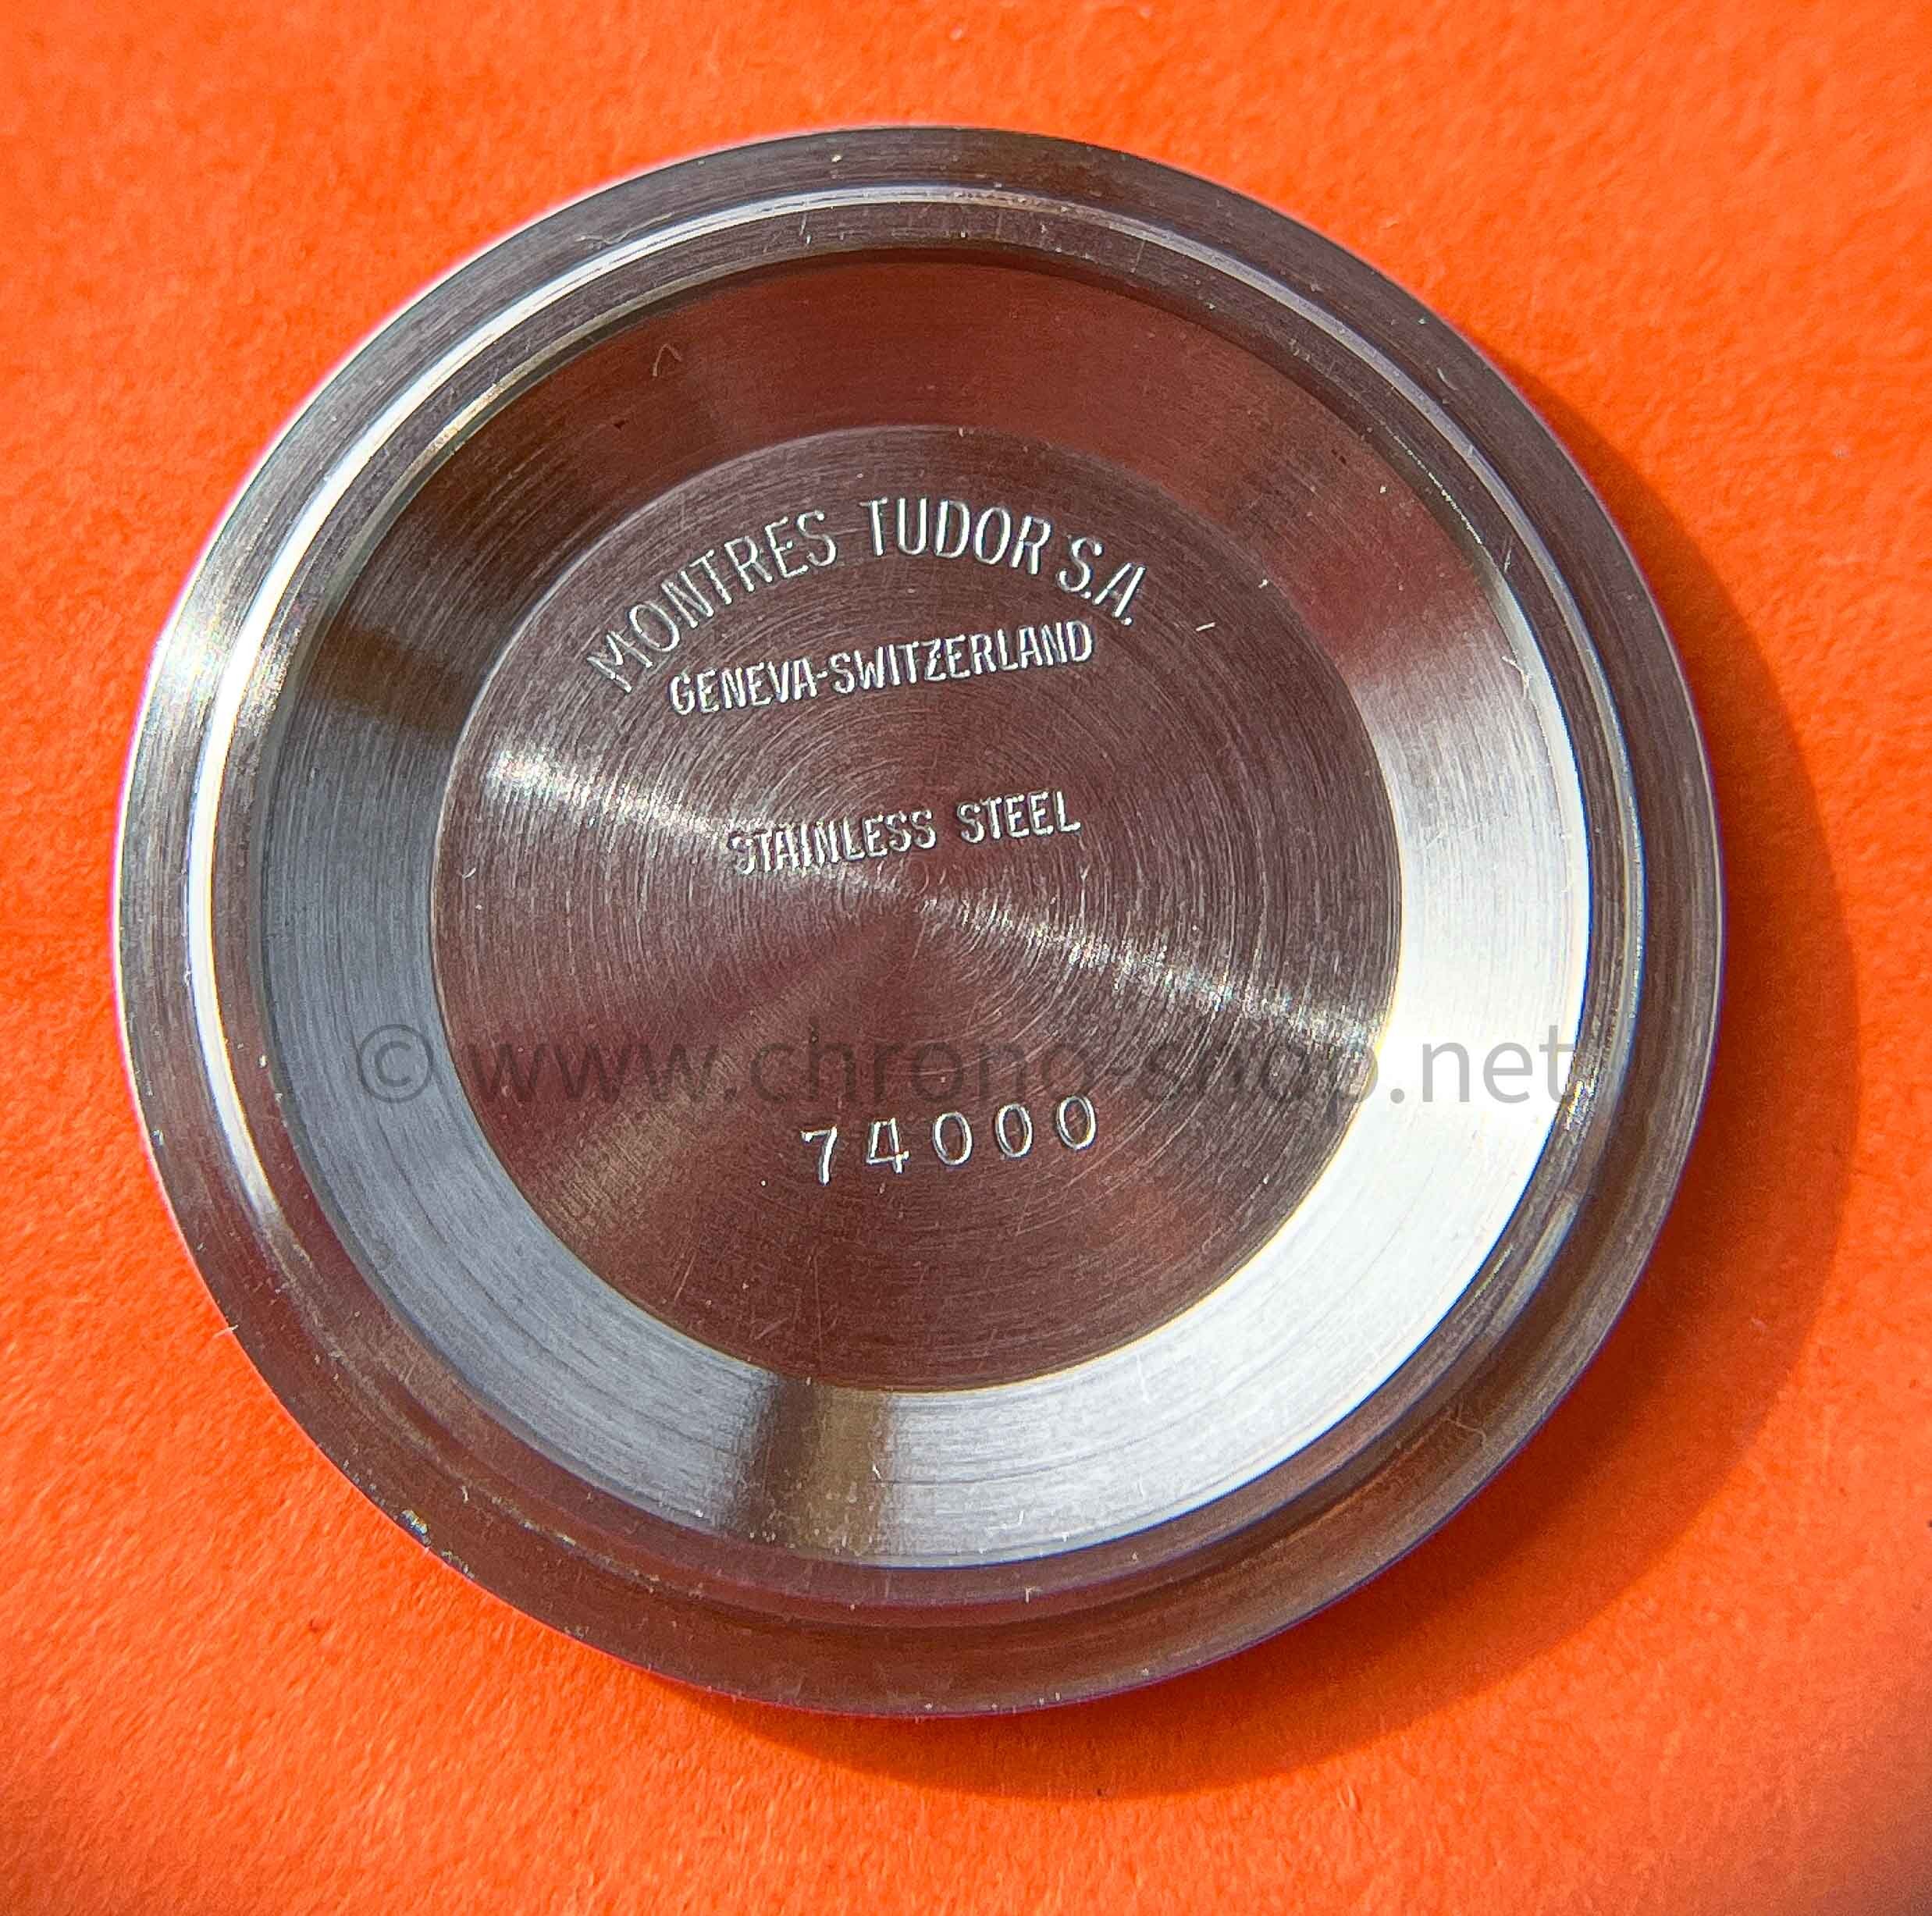 MONTRES TUDOR S.A.
GENEVA-SWITZERLAND
STAINLESS STEEL
© www.chrono-shop.net
74000